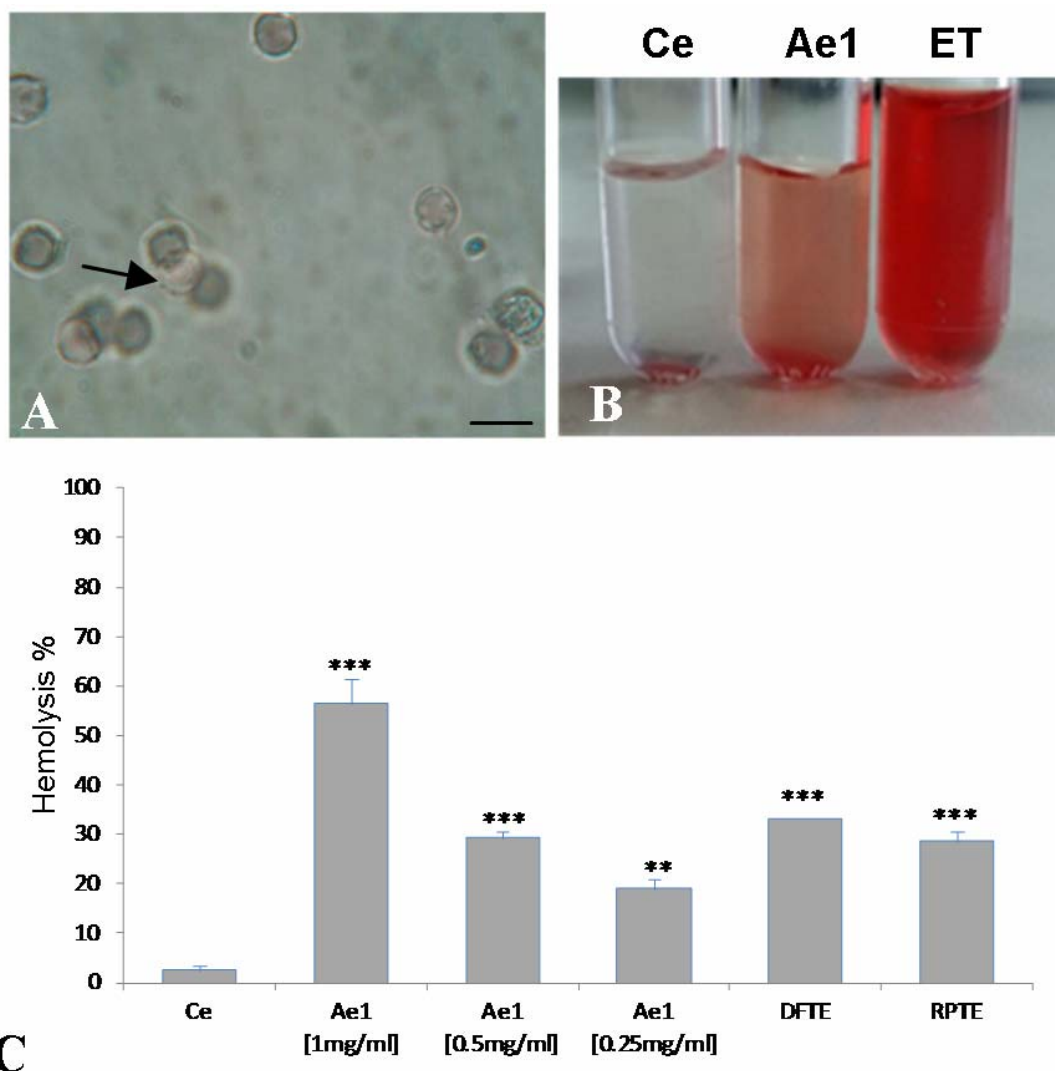 Ce Ae1 ET
A
B
100
90
80
70
60
50
40
30
20
10
0
Hemolysis %
***
***
**
***
***
Ce Ae1 Ae1 Ae1 DFTE RPTE
[1mg/ml] [0.5mg/ml] [0.25mg/ml]
C